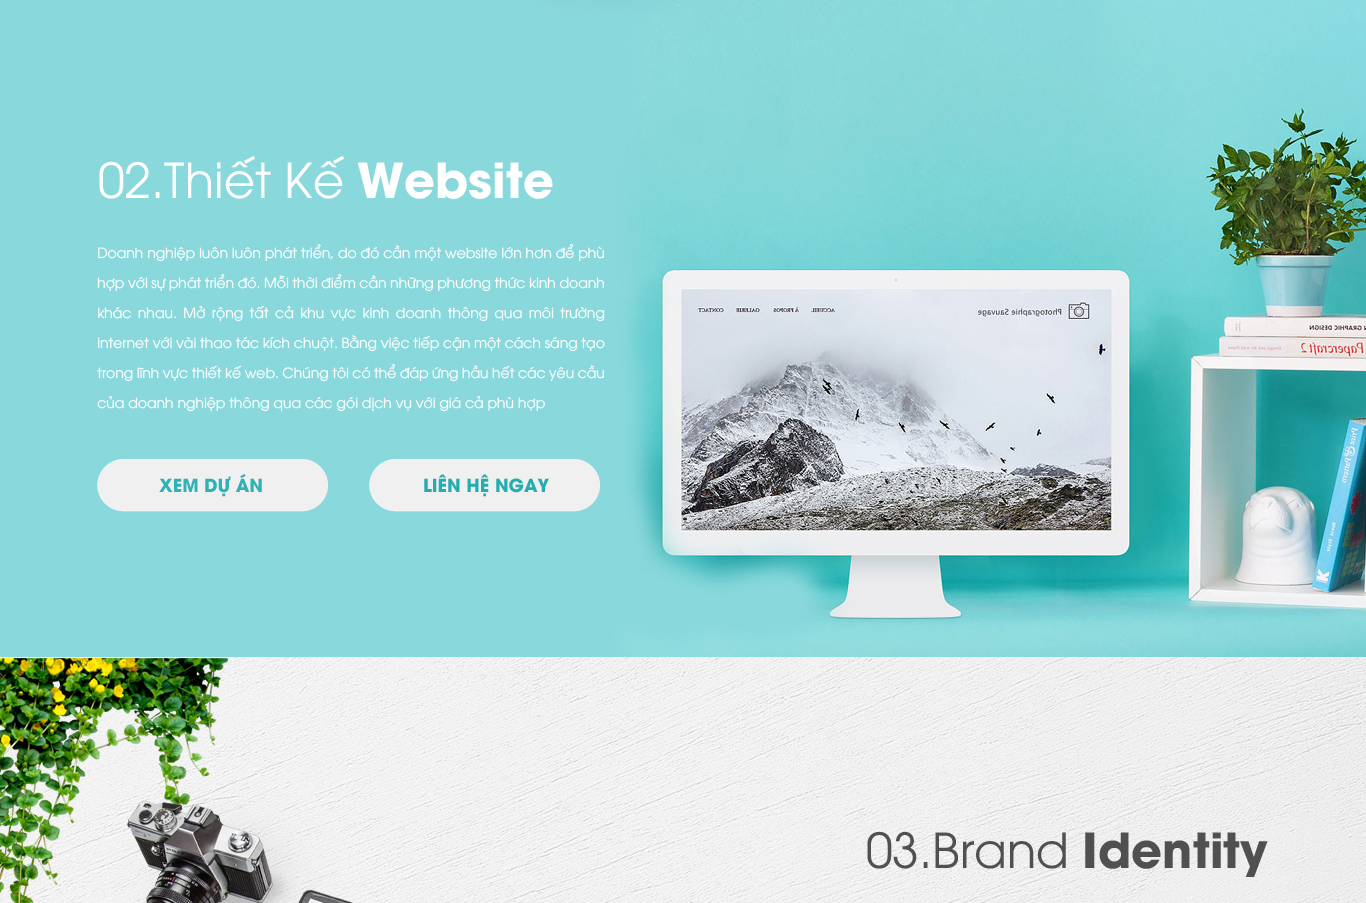 02.Thiết Kế Website
Doanh nghiệp luôn luôn phát triển, do đó cần một website lớn hơn để phù
hợp với sự phát triển đó. Mỗi thời điểm cần những phương thức kinh doanh
khác nhau. Mở rộng tất cả khu vực kinh doanh thông qua môi trường
internet với vài thao tác kích chuột. Bằng việc tiếp cận một cách sáng tạo
trong lĩnh vực thiết kế web. Chúng tôi có thể đáp ứng hầu hết các yêu cầu
của doanh nghiệp thông qua các gói dịch vụ với giá cả phù hợp
XEM DỰ ÁN
LIÊN HỆ NGAY
Photographie Sauvage
ACCUEIL
À PROPOS
GALERIE
CONTACT
GRAPHIC DESIGN
Papercraft 2
03.Brand Identity